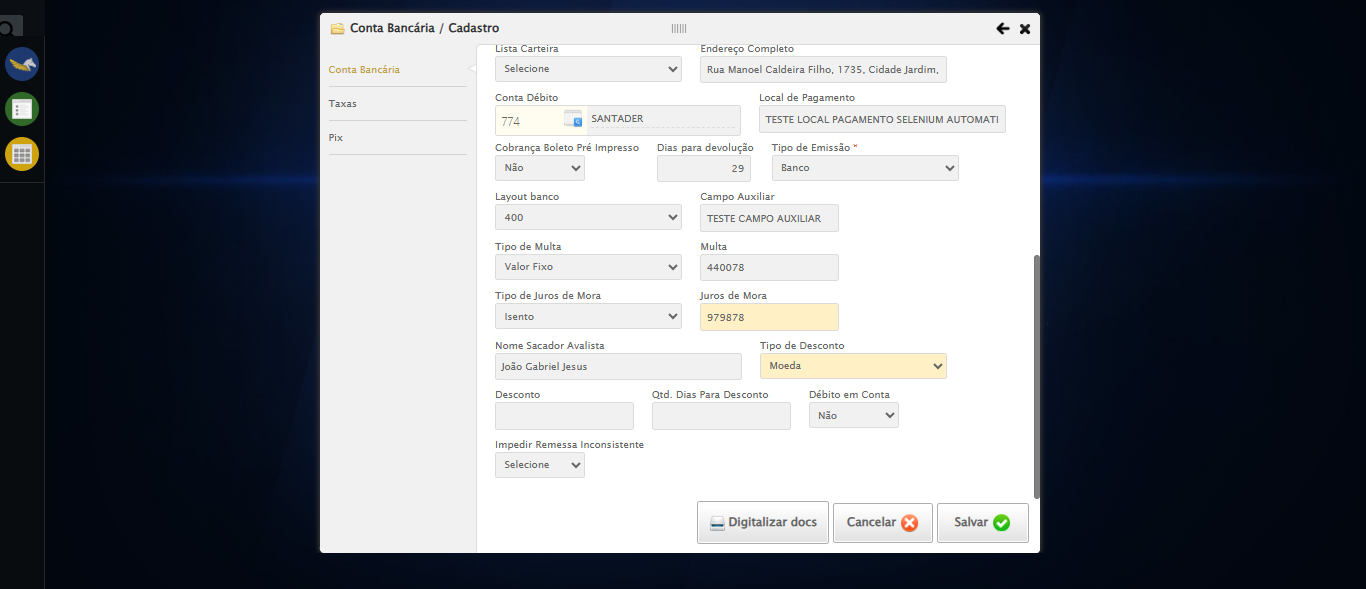 Conta Bancária / Cadastro
Conta Bancária
Taxas
Pix
Lista Carteira
Endereço Completo
Selecione
Rua Manoel Caldeira Filho, 1735, Cidade Jardim,
Conta Débito
Local de Pagamento
774
SANTADER
TESTE LOCAL PAGAMENTO SELENIUM AUTOMATI
Cobrança Boleto Pré Impresso
Dias para devolução
Tipo de Emissão *
Não
29
Banco
Layout banco
Campo Auxiliar
400
TESTE CAMPO AUXILIAR
Tipo de Multa
Multa
Valor Fixo
440078
Tipo de Juros de Mora
Juros de Mora
Isento
979878
Nome Sacador Avalista
Tipo de Desconto
João Gabriel Jesus
Moeda
Desconto
Qtd. Dias Para Desconto
Débito em Conta
Não
Impedir Remessa Inconsistente
Selecione
Digitalizar docs
Cancelar
Salvar